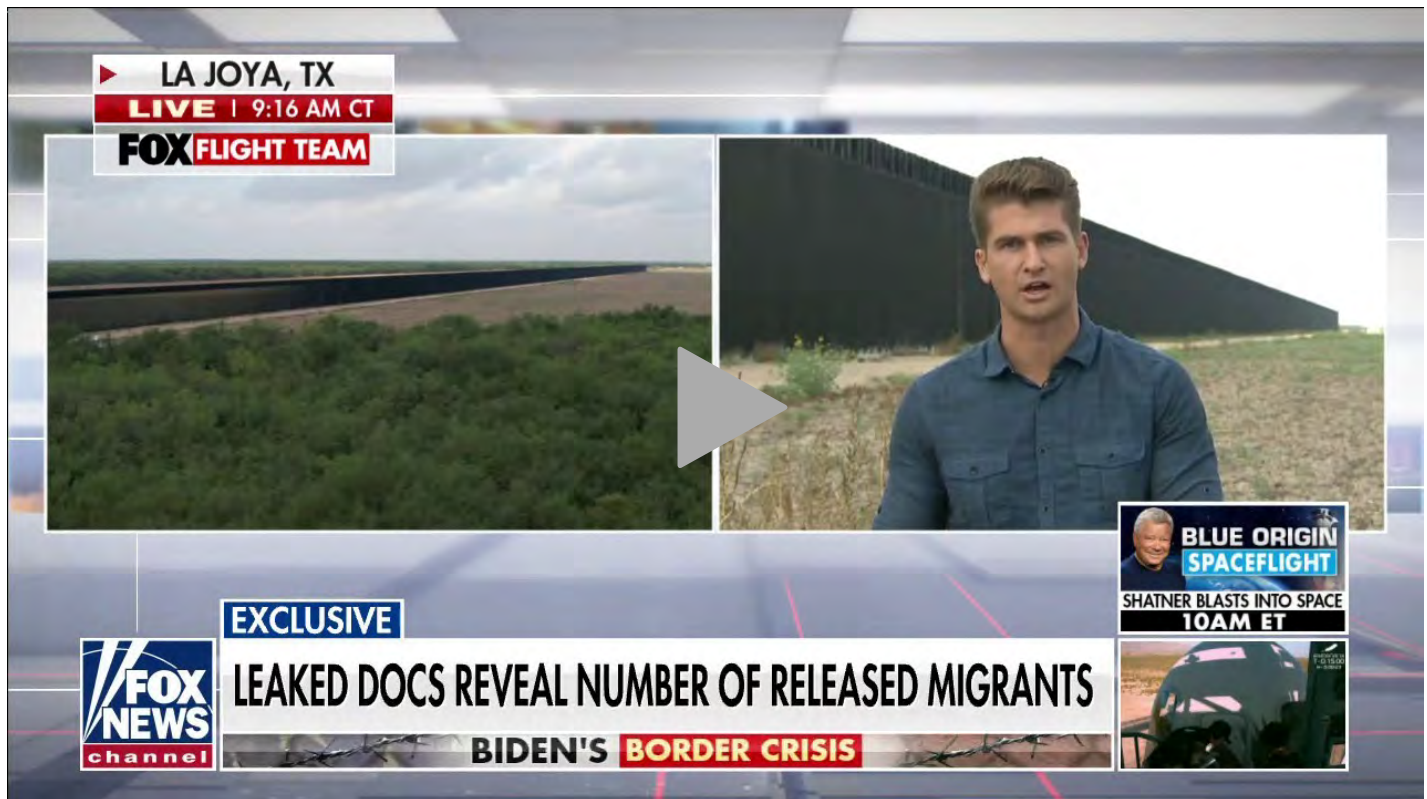 LA JOYA, TX
LIVE | 9:16 AM CT
FOX FLIGHT TEAM
BLUE ORIGIN
SPACEFLIGHT
SHATNER BLASTS INTO SPACE
10AM ET
EXCLUSIVE
LEAKED DOCS REVEAL NUMBER OF RELEASED MIGRANTS
BIDEN'S BORDER CRISIS
FOX
NEWS
channel